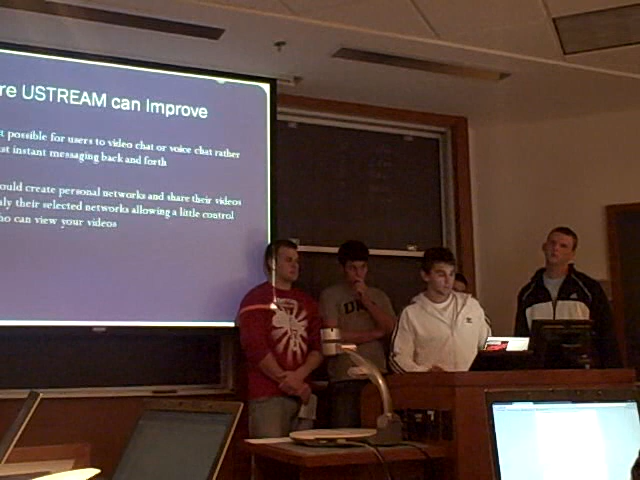 re USTREAM can Improve
t possible for users to video chat or voice chat rather
st instant messaging back and forth
ould create personal networks and share their videos
ly their selected networks allowing a little control
ho can view your videos